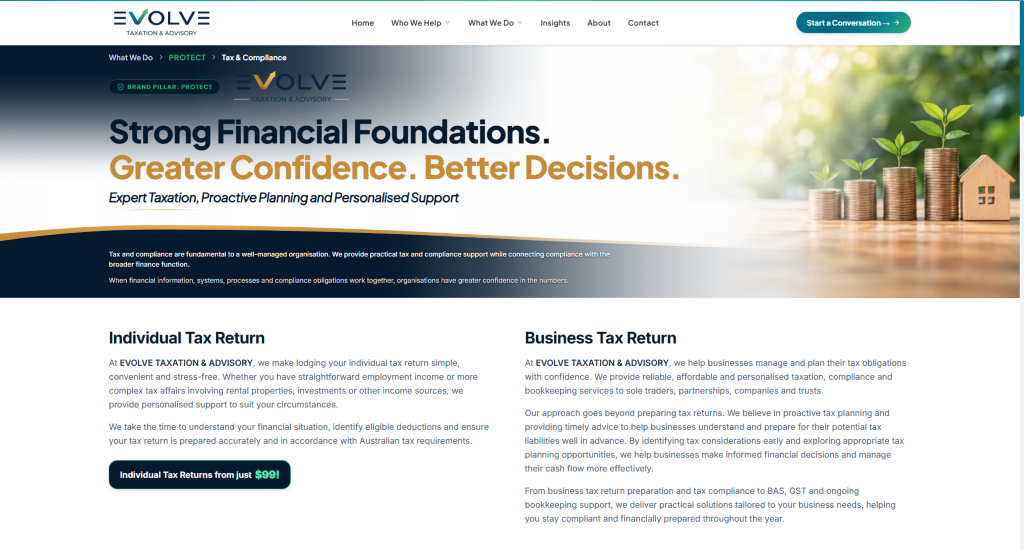 EVOLVE
TAXATION & ADVISORY
Home
Who We Help
What We Do
Insights
About
Contact
Start a Conversation → →
What We Do > PROTECT > Tax & Compliance
BRAND PILLAR: PROTECT
EVOLVE
TAXATION & ADVISORY
Strong Financial Foundations.
Greater Confidence. Better Decisions.
Expert Taxation, Proactive Planning and Personalised Support
Tax and compliance are fundamental to a well-managed organisation. We provide practical tax and compliance support while connecting compliance with the
broader finance function.
When financial information, systems, processes and compliance obligations work together, organisations have greater confidence in the numbers.
Individual Tax Return
At EVOLVE TAXATION & ADVISORY, we make lodging your individual tax return simple,
convenient and stress-free. Whether you have straightforward employment income or more
complex tax affairs involving rental properties, investments or other income sources, we
provide personalised support to suit your circumstances.
We take the time to understand your financial situation, identify eligible deductions and ensure
your tax return is prepared accurately and in accordance with Australian tax requirements.
Individual Tax Returns from just $99!
Business Tax Return
At EVOLVE TAXATION & ADVISORY, we help businesses manage and plan their tax obligations
with confidence. We provide reliable, affordable and personalised taxation, compliance and
bookkeeping services to sole traders, partnerships, companies and trusts.
Our approach goes beyond preparing tax returns. We believe in proactive tax planning and
providing timely advice to help businesses understand and prepare for their potential tax
liabilities well in advance. By identifying tax considerations early and exploring appropriate tax
planning opportunities, we help businesses make informed financial decisions and manage
their cash flow more effectively.
From business tax return preparation and tax compliance to BAS, GST and ongoing
bookkeeping support, we deliver practical solutions tailored to your business needs, helping
you stay compliant and financially prepared throughout the year.